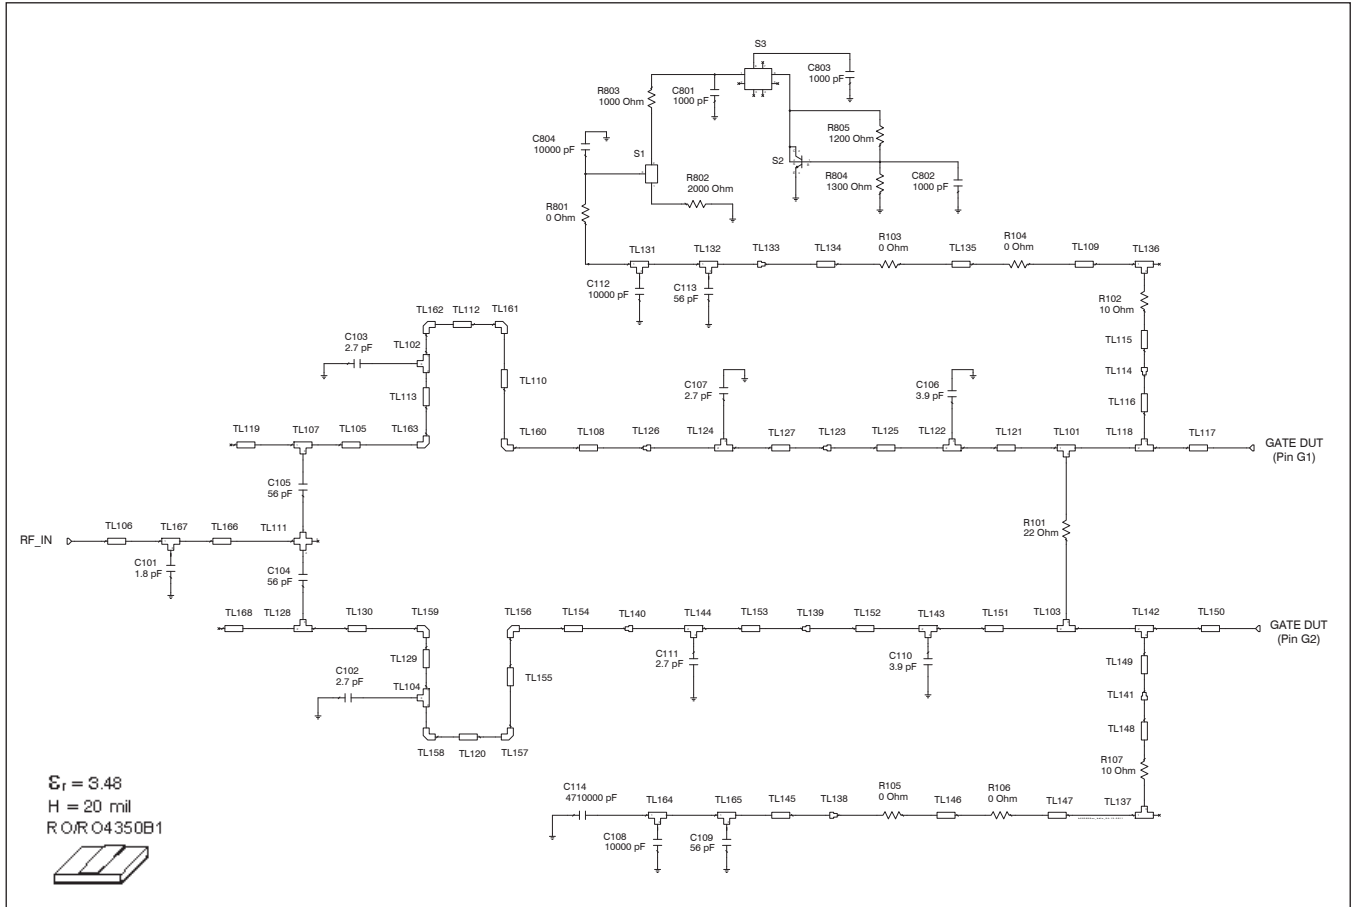 S3
C803
1000 pF
R803
1000 Ohm
C801
1000 pF
C804
10000 pF
S1
R805
1200 Ohm
S2
R802
2000 Ohm
R804
1300 Ohm
C802
1000 pF
R801
0 Ohm
TL131
TL132
TL133
TL134
R103
0 Ohm
TL135
R104
0 Ohm
TL109
TL136
C112
10000 pF
C113
56 pF
R102
10 Ohm
TL162
TL112
TL161
C103
2.7 pF
TL102
TL115
TL114
TL110
C107
2.7 pF
C106
3.9 pF
TL113
TL116
TL119
TL107
TL105
TL163
TL160
TL108
TL126
TL124
TL127
TL123
TL125
TL122
TL121
TL101
TL118
TL117
GATE DUT
(Pin G1)
C105
56 pF
RF_IN
TL106
TL167
TL166
TL111
R101
22 Ohm
C101
1.8 pF
C104
56 pF
TL168
TL128
TL130
TL159
TL156
TL154
TL140
TL144
TL153
TL139
TL152
TL143
TL151
TL103
TL142
TL150
GATE DUT
(Pin G2)
TL129
C111
2.7 pF
C110
3.9 pF
TL149
C102
2.7 pF
TL104
TL155
TL141
TL148
TL158
TL120
TL157
R107
10 Ohm
C114
4710000 pF
TL164
TL165
TL145
TL138
R105
0 Ohm
TL146
R106
0 Ohm
TL147
TL137
C108
10000 pF
C109
56 pF
Ɛr = 3.48
H = 20 mil
RO/RO4350B1